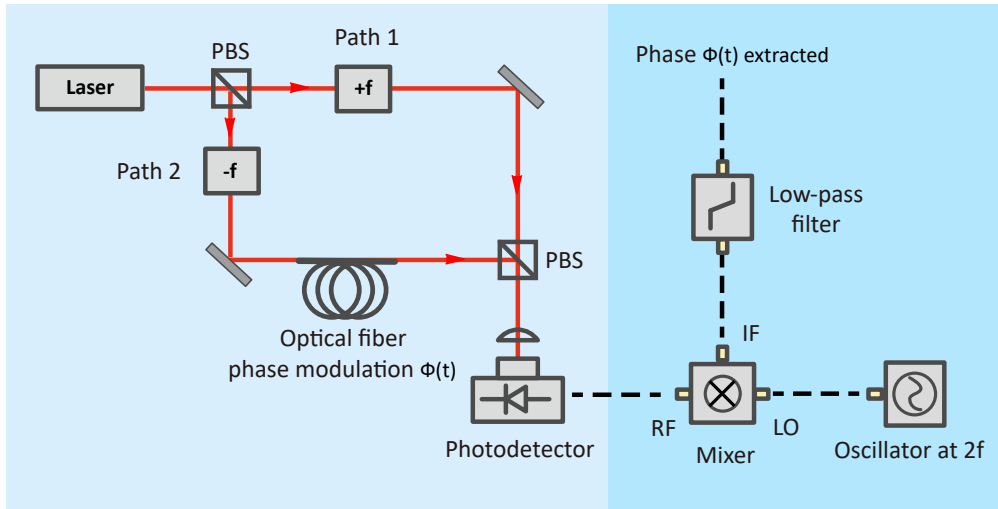 Path 1
PBS
Laser
+f
Path 2
-f
PBS
Optical fiber
phase modulation Φ(t)
Photodetector
Phase Φ(t) extracted
Low-pass
filter
IF
RF
LO
Mixer
Oscillator at 2f